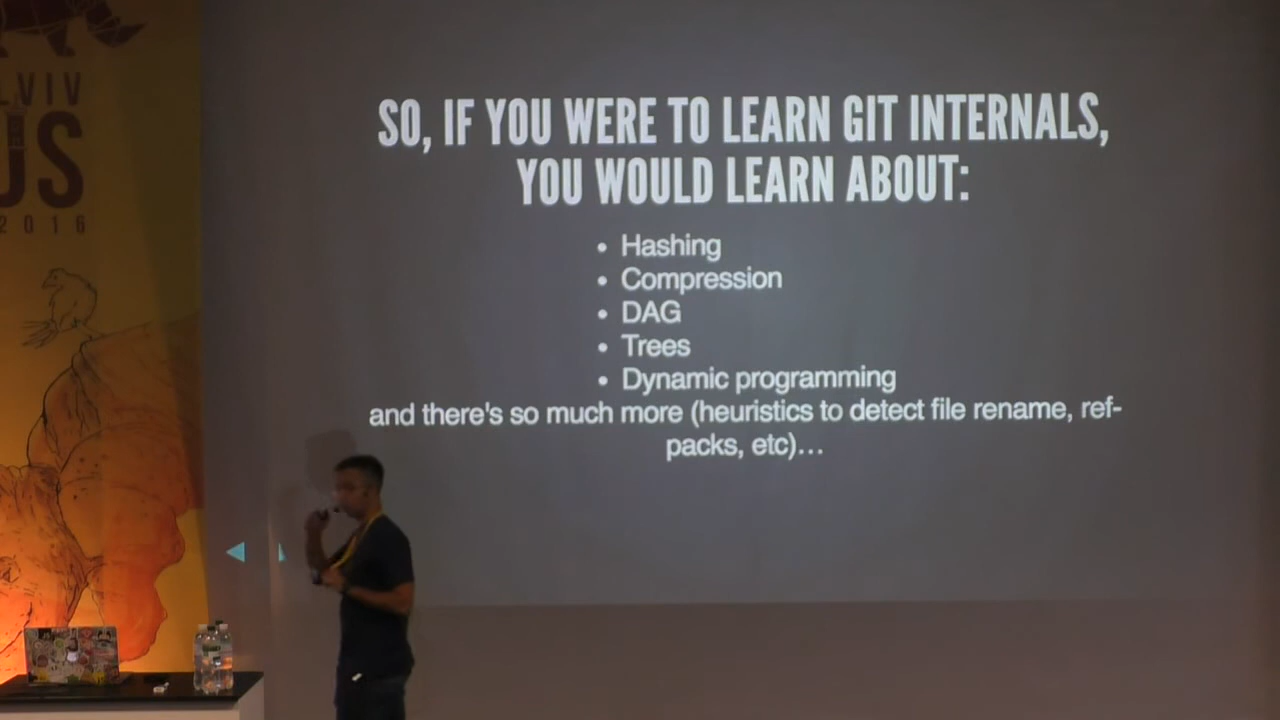 LVIV
US
2016
SO, IF YOU WERE TO LEARN GIT INTERNALS,
YOU WOULD LEARN ABOUT:
• Hashing
• Compression
• DAG
• Trees
• Dynamic programming
and there's so much more (heuristics to detect file rename, ref-
packs, etc)…